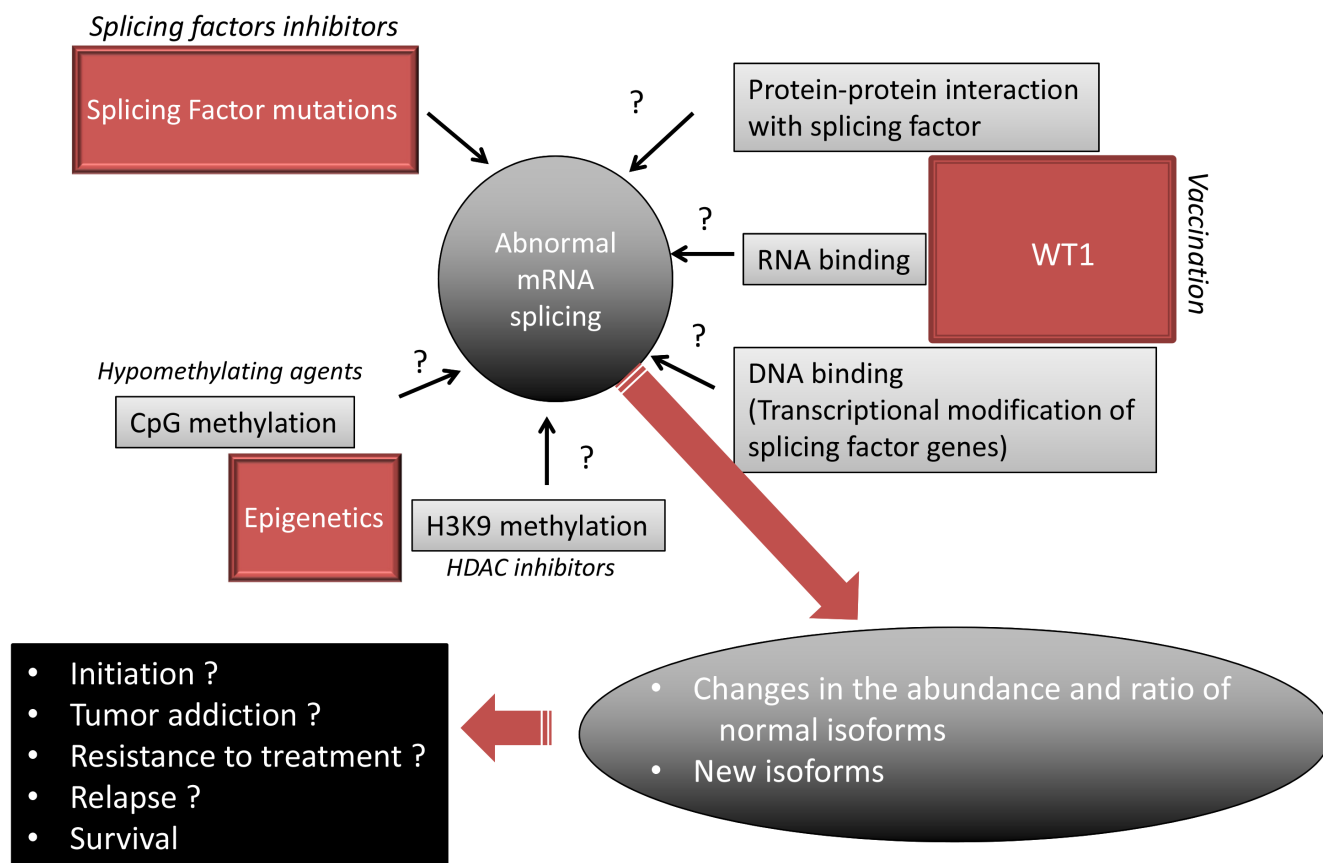 Splicing factors inhibitors
Splicing Factor mutations
?
Protein-protein interaction
with splicing factor
Vaccination
WT1
?
RNA binding
Abnormal
mRNA
splicing
?
DNA binding
(Transcriptional modification of
splicing factor genes)
?
Hypomethylating agents
CpG methylation
Epigenetics
?
H3K9 methylation
HDAC inhibitors
• Changes in the abundance and ratio of
normal isoforms
• New isoforms
• Initiation ?
• Tumor addiction ?
• Resistance to treatment ?
• Relapse ?
• Survival